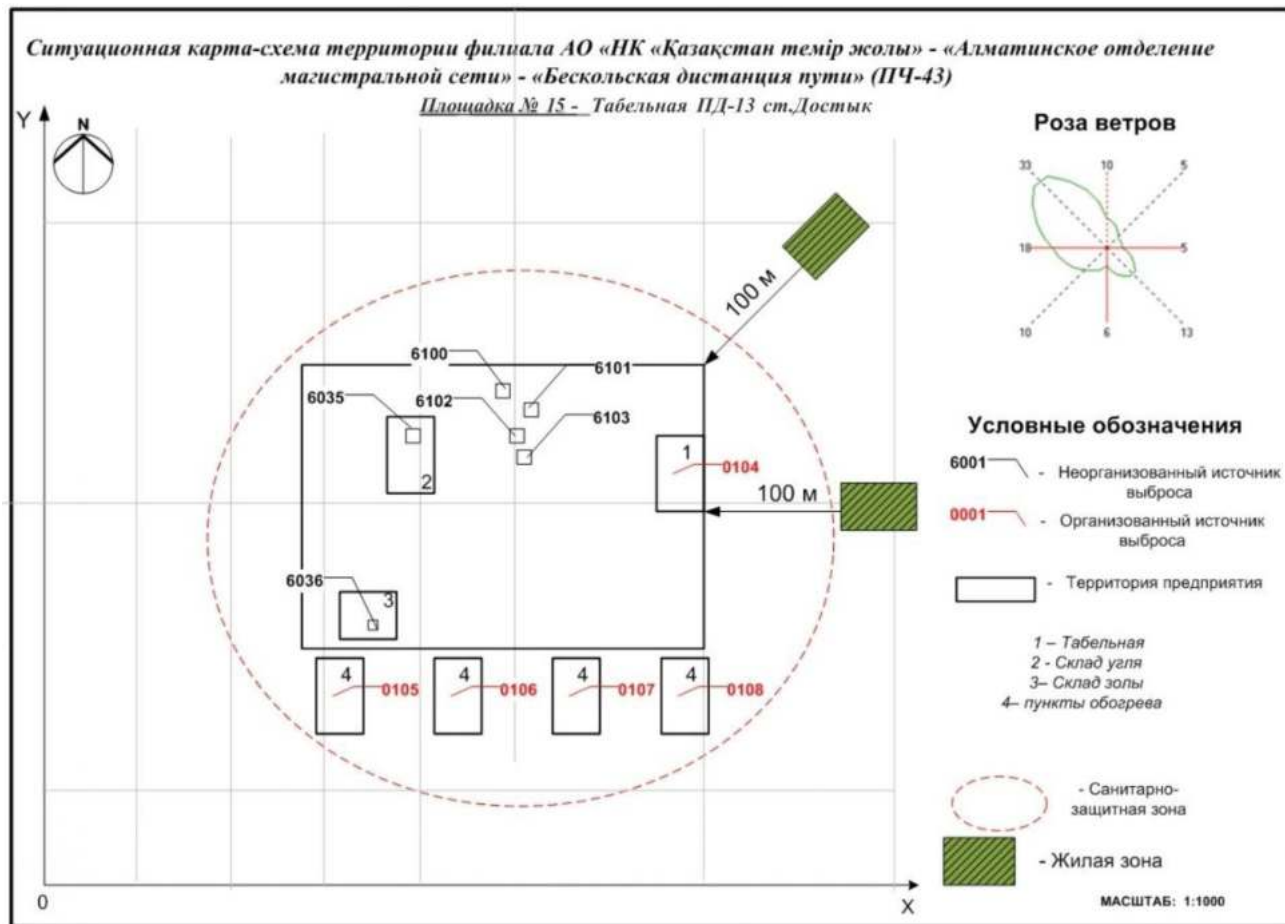 Ситуационная карта-схема территории филиала АО «НК «Қазақстан темір жолы» - «Алматинское отделение
магистральной сети» - «Бескольская дистанция пути» (ПЧ-43)
Площадка № 15 - Табельная ПД-13 ст.Достык
Y
N
Роза ветров
33
10
5
18
5
10
6
13
100 м
6100
6101
6035
6102
6103
1
0104
2
100 м
6036
3
4
0105
4
0106
4
0107
4
0108
0
X
Условные обозначения
6001
- Неорганизованный источник
выброса
0001
- Организованный источник
выброса
- Территория предприятия
1 – Табельная
2 - Склад угля
3– Склад золы
4– пункты обогрева
- Санитарно-
защитная зона
- Жилая зона
МАСШТАБ: 1:1000